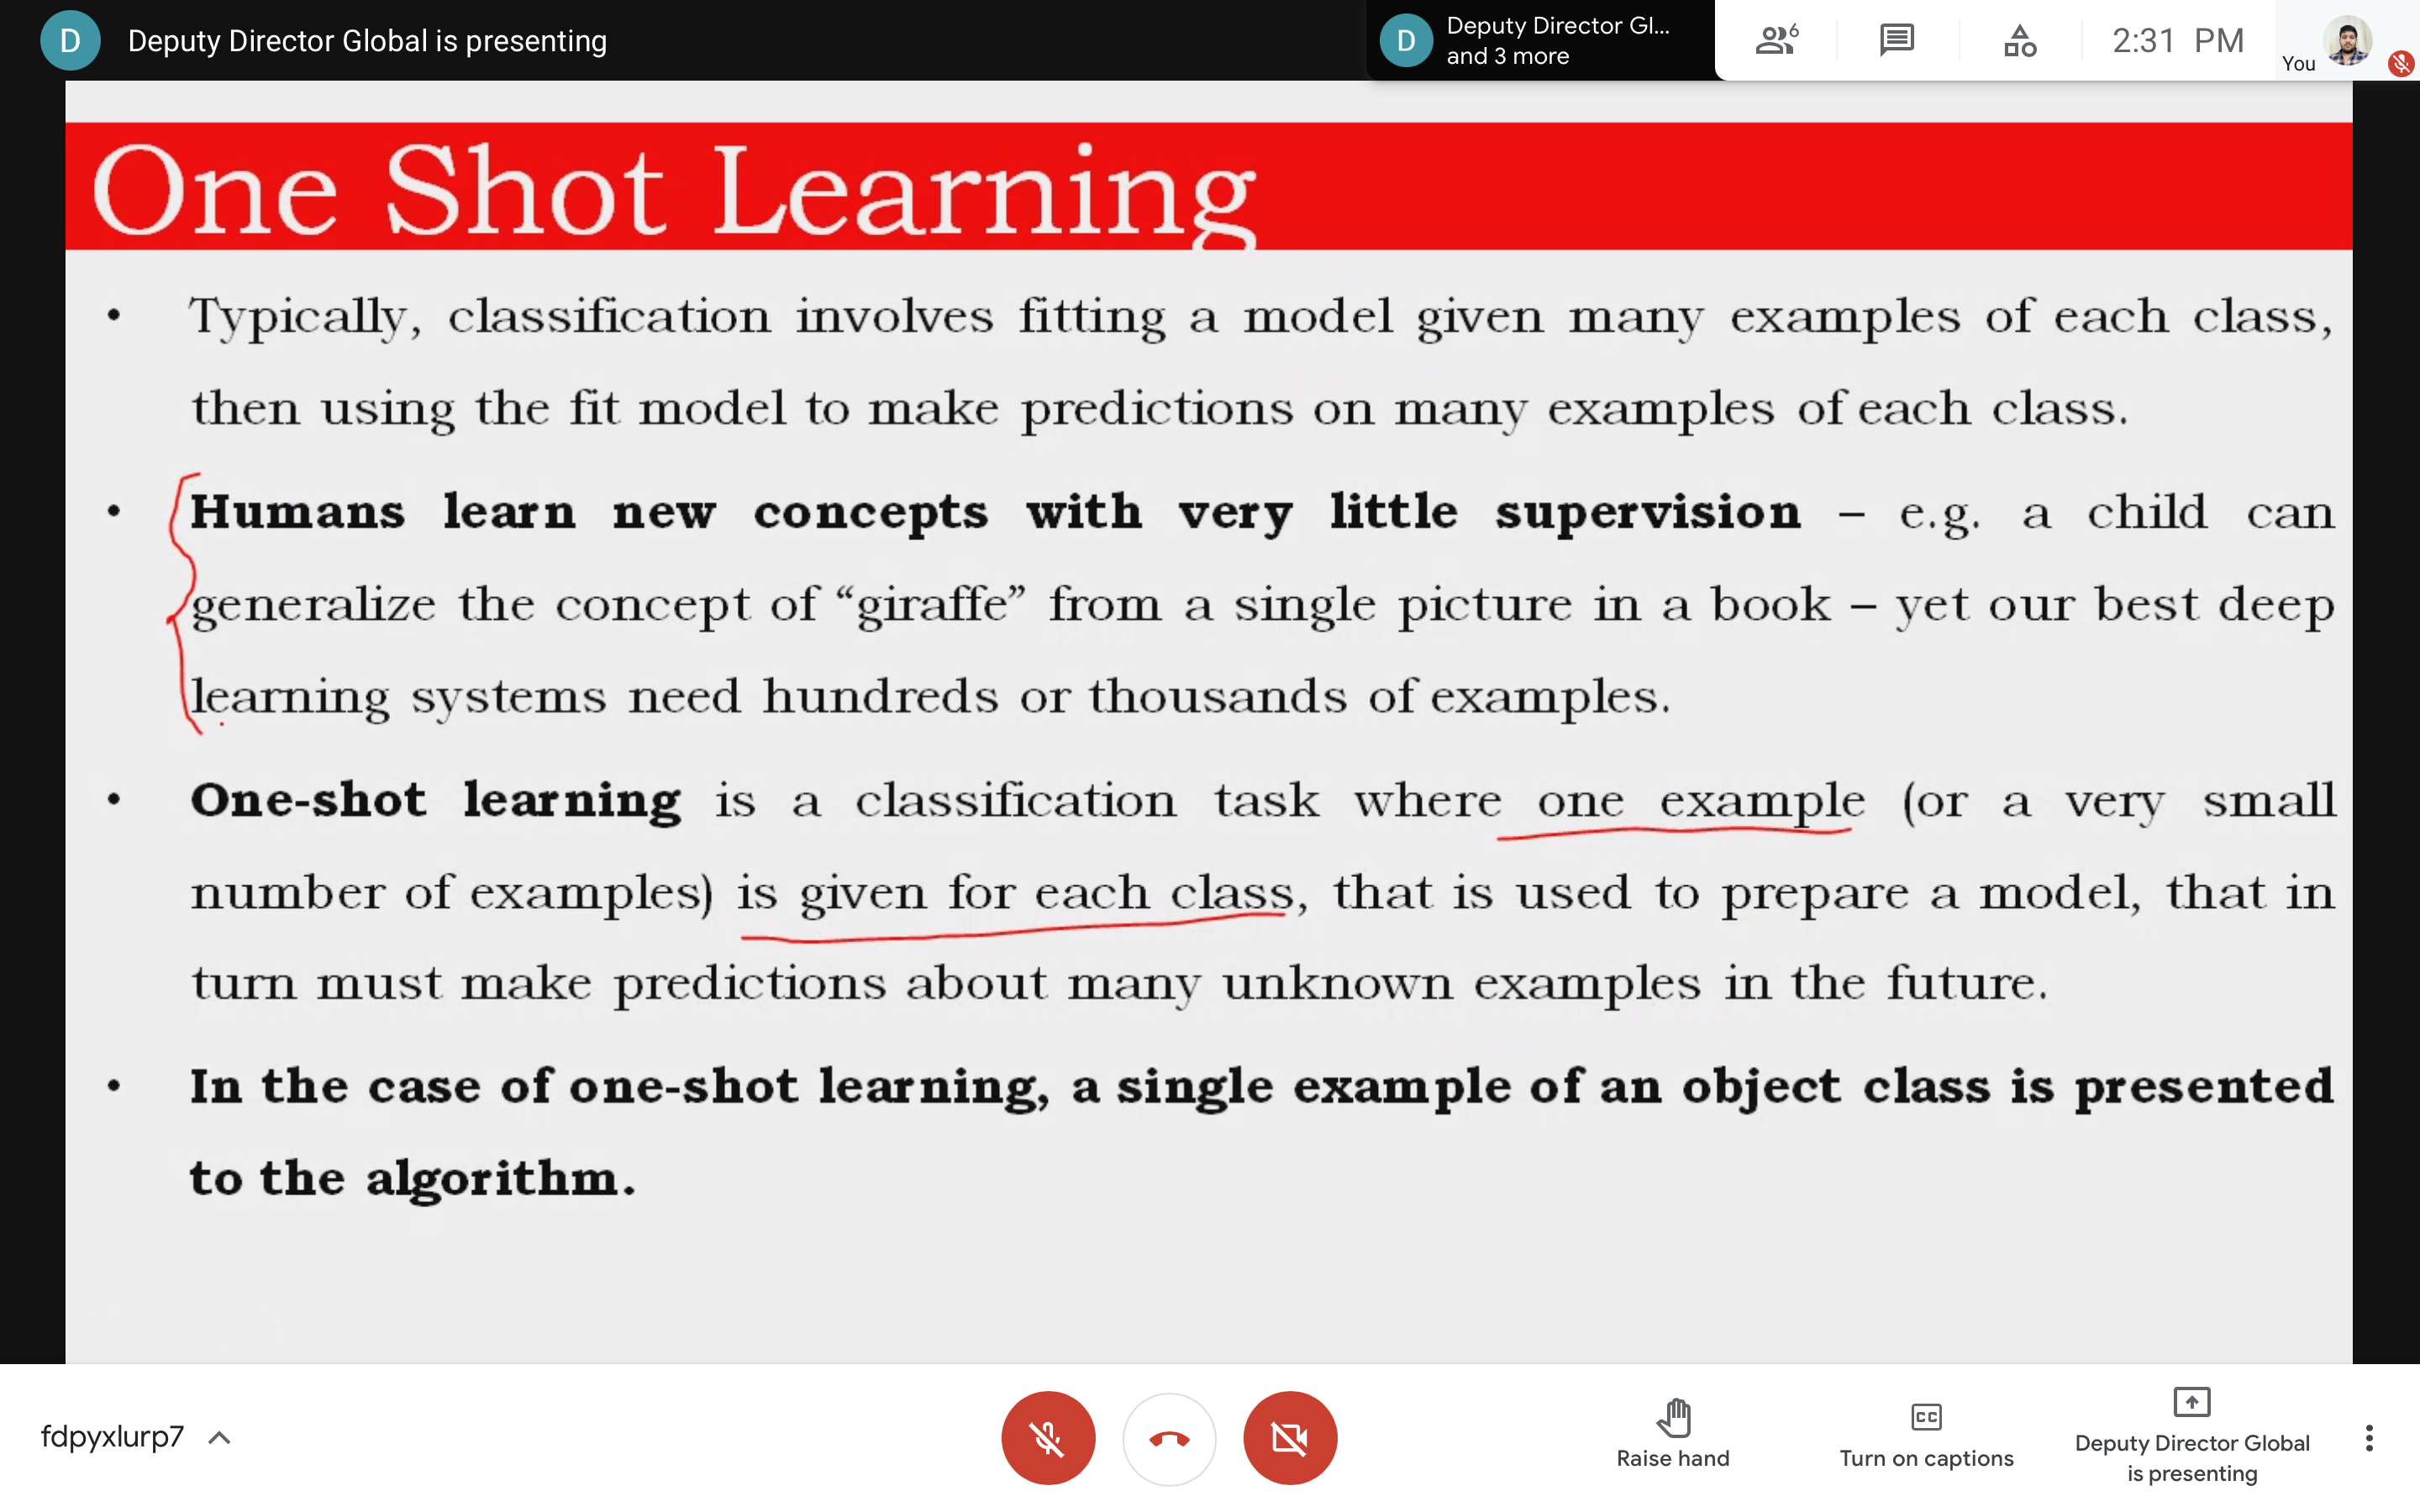 D Deputy Director Global is presenting
D Deputy Director Gl...
and 3 more
6
2:31 PM
You
One Shot Learning
• Typically, classification involves fitting a model given many examples of each class,
then using the fit model to make predictions on many examples of each class.
• Humans learn new concepts with very little supervision – e.g. a child can
generalize the concept of “giraffe” from a single picture in a book – yet our best deep
learning systems need hundreds or thousands of examples.
• One-shot learning is a classification task where one example (or a very small
number of examples) is given for each class, that is used to prepare a model, that in
turn must make predictions about many unknown examples in the future.
• In the case of one-shot learning, a single example of an object class is presented
to the algorithm.
fdpyxlurp7
Raise hand
CC
Turn on captions
Deputy Director Global
is presenting